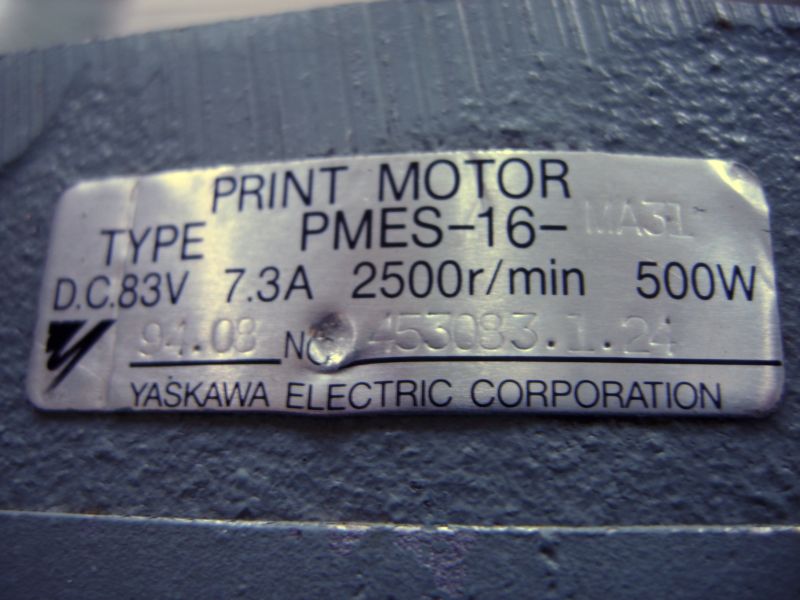 PRINT MOTOR
TYPE PMES-16-MA31
D.C.83V 7.3A 2500r/min 500W
94.08 NO. 453083.1.24
YASKAWA ELECTRIC CORPORATION